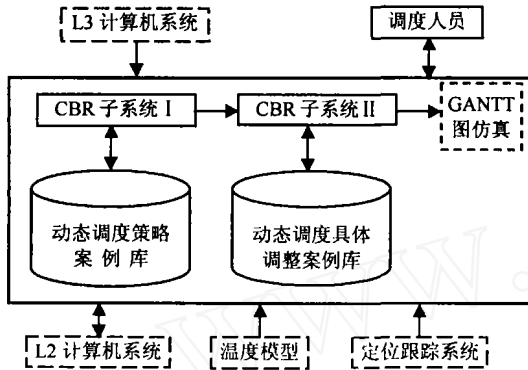 L3 计算机系统
调度人员
CBR 子系统 Ⅰ
CBR 子系统 Ⅱ
GANTT
图仿真
动态调度策略
案 例 库
动态调度具体
调整案例库
L2 计算机系统
温度模型
定位跟踪系统
www.